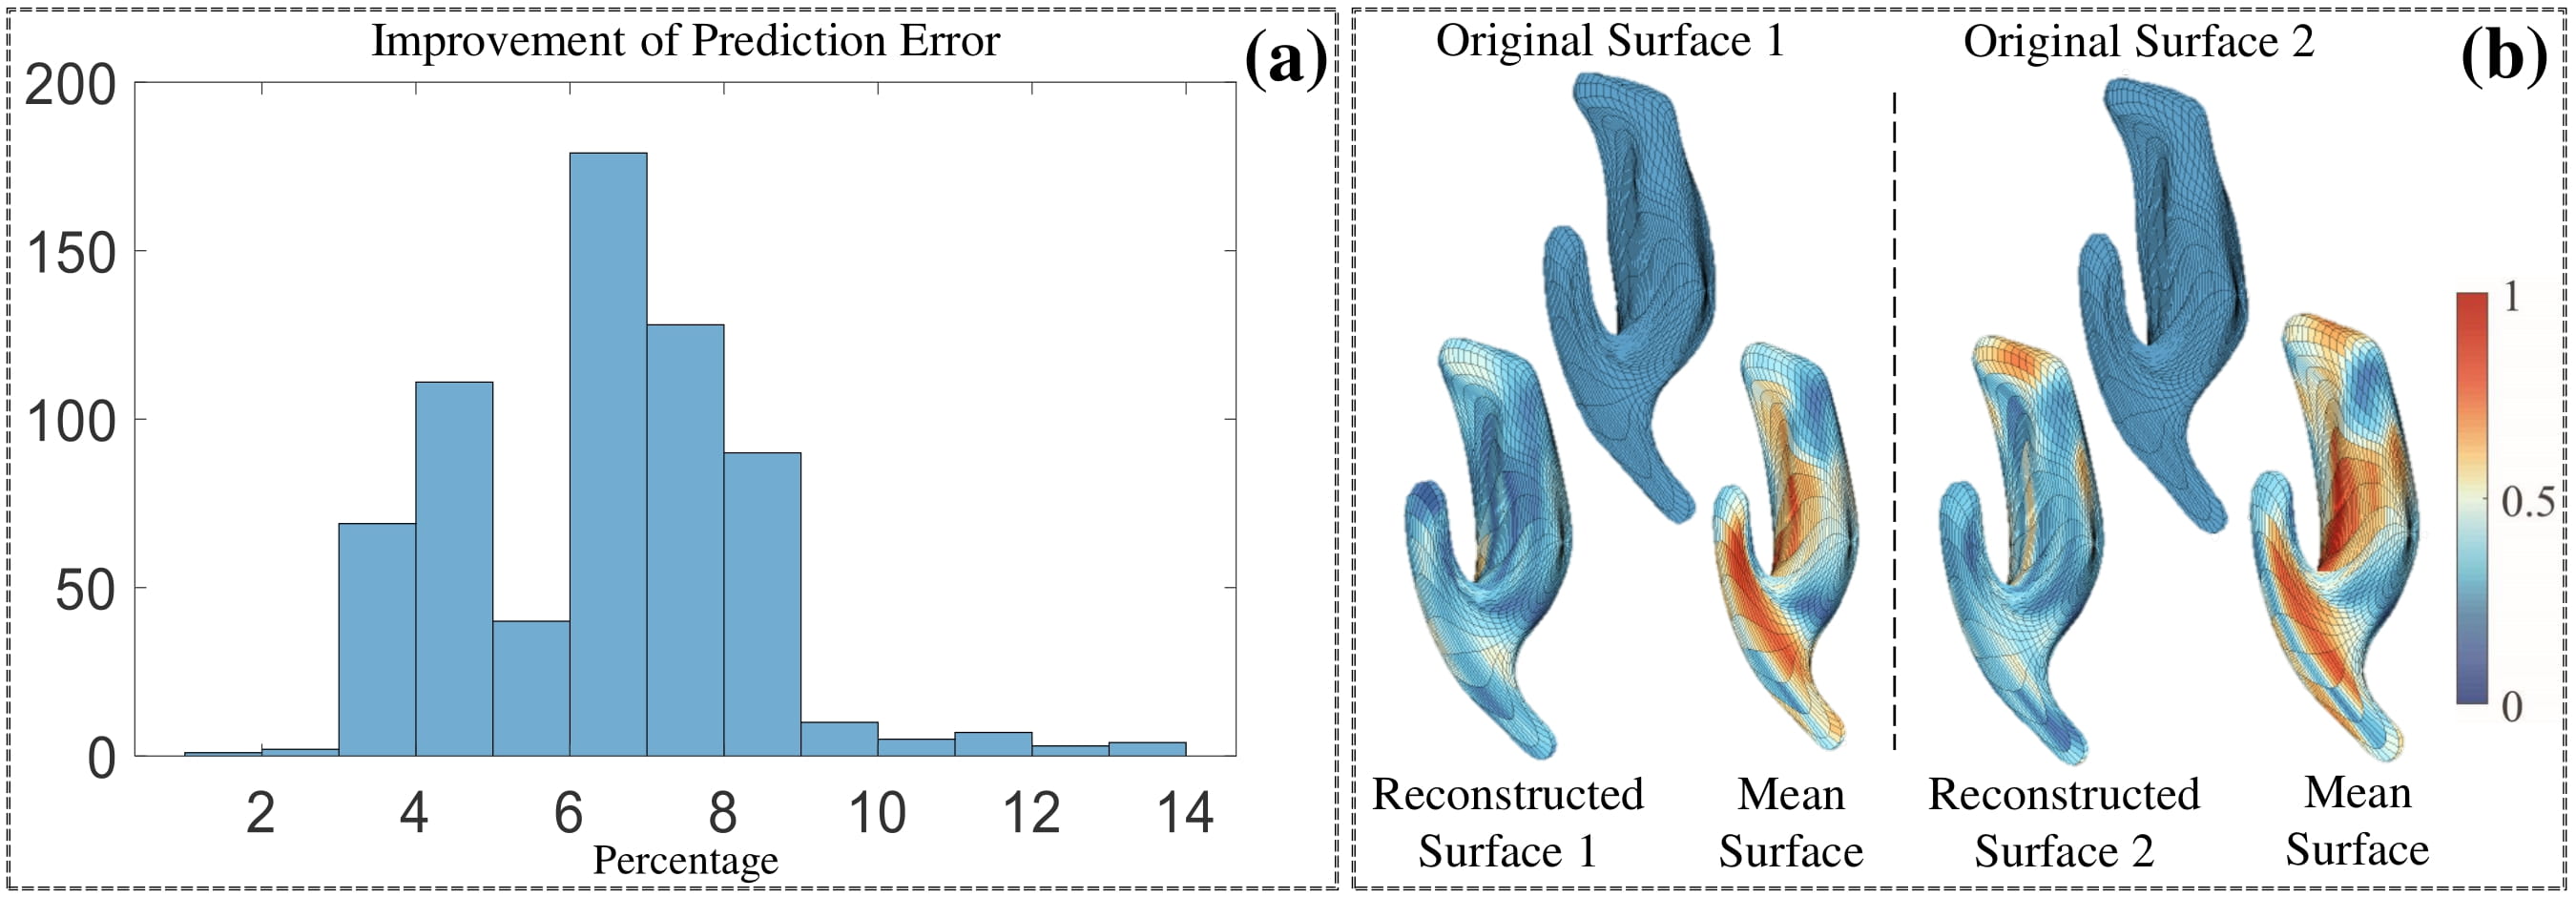 Improvement of Prediction Error
(a)
200
150
100
50
0
2 4 6 8 10 12 14
Percentage
Original Surface 1
Original Surface 2
(b)
1
0.5
0
Reconstructed
Surface 1
Mean
Surface
Reconstructed
Surface 2
Mean
Surface